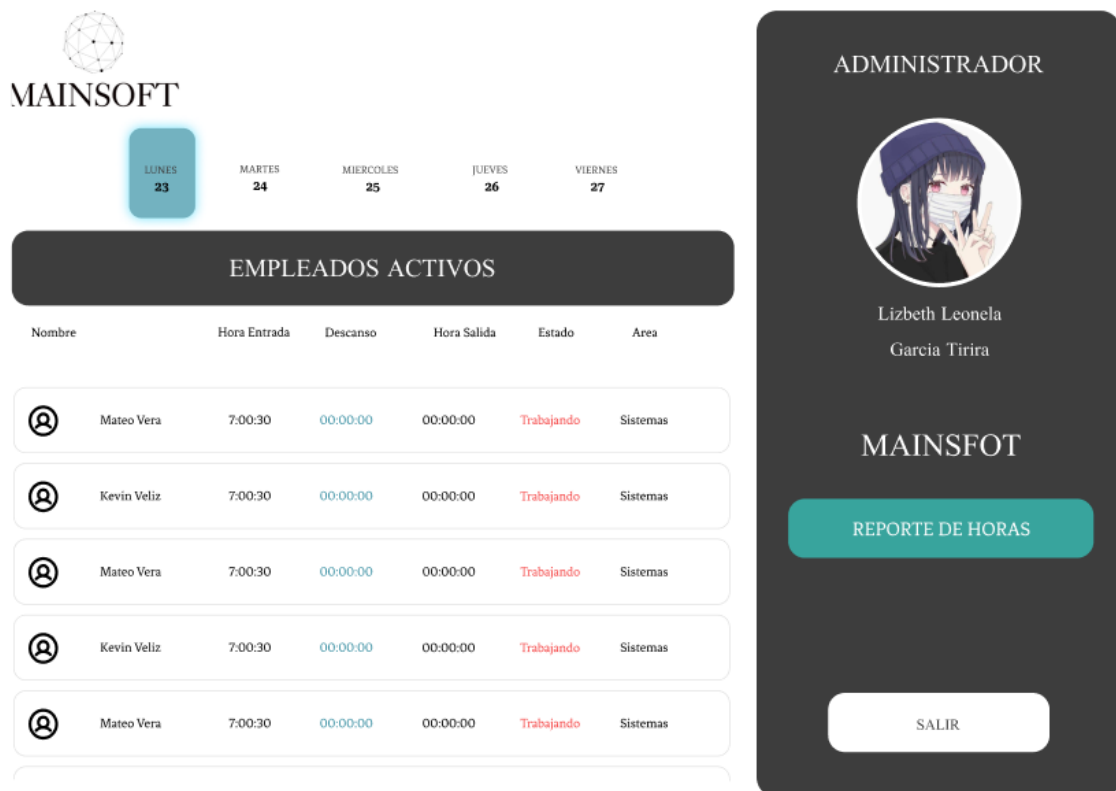 MAINSOFT
LUNES MARTES MIERCOLES JUEVES VIERNES
23 24 25 26 27
EMPLEADOS ACTIVOS
Nombre Hora Entrada Descanso Hora Salida Estado Area
Mateo Vera 7:00:30 00:00:00 00:00:00 Trabajando Sistemas
Kevin Veliz 7:00:30 00:00:00 00:00:00 Trabajando Sistemas
Mateo Vera 7:00:30 00:00:00 00:00:00 Trabajando Sistemas
Kevin Veliz 7:00:30 00:00:00 00:00:00 Trabajando Sistemas
Mateo Vera 7:00:30 00:00:00 00:00:00 Trabajando Sistemas
ADMINISTRADOR
Lizbeth Leonela
Garcia Tirira
MAINSFOT
REPORTE DE HORAS
SALIR